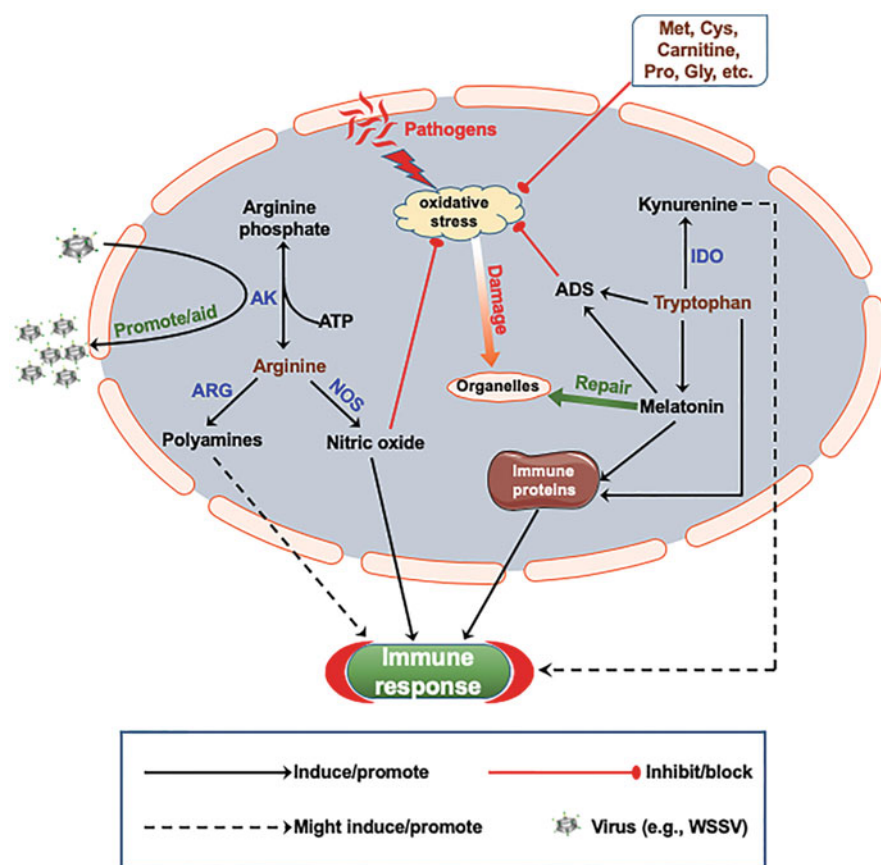 Met, Cys,
Carnitine,
Pro, Gly, etc.
Pathogens
oxidative
stress
Kynurenine
Arginine
phosphate
IDO
Damage
ADS
Tryptophan
AK
ATP
Promote/aid
Arginine
Organelles
Repair
Melatonin
ARG
NOS
Polyamines
Nitric oxide
Immune
proteins
Immune
response
Induce/promote
Inhibit/block
Might induce/promote
Virus (e.g., WSSV)